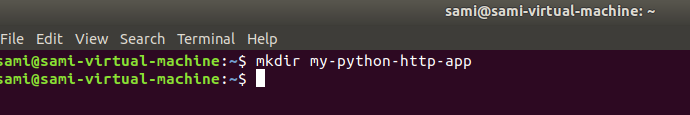 sami@sami-virtual-machine: ~
File Edit View Search Terminal Help
sami@sami-virtual-machine:~$ mkdir my-python-http-app
sami@sami-virtual-machine:~$